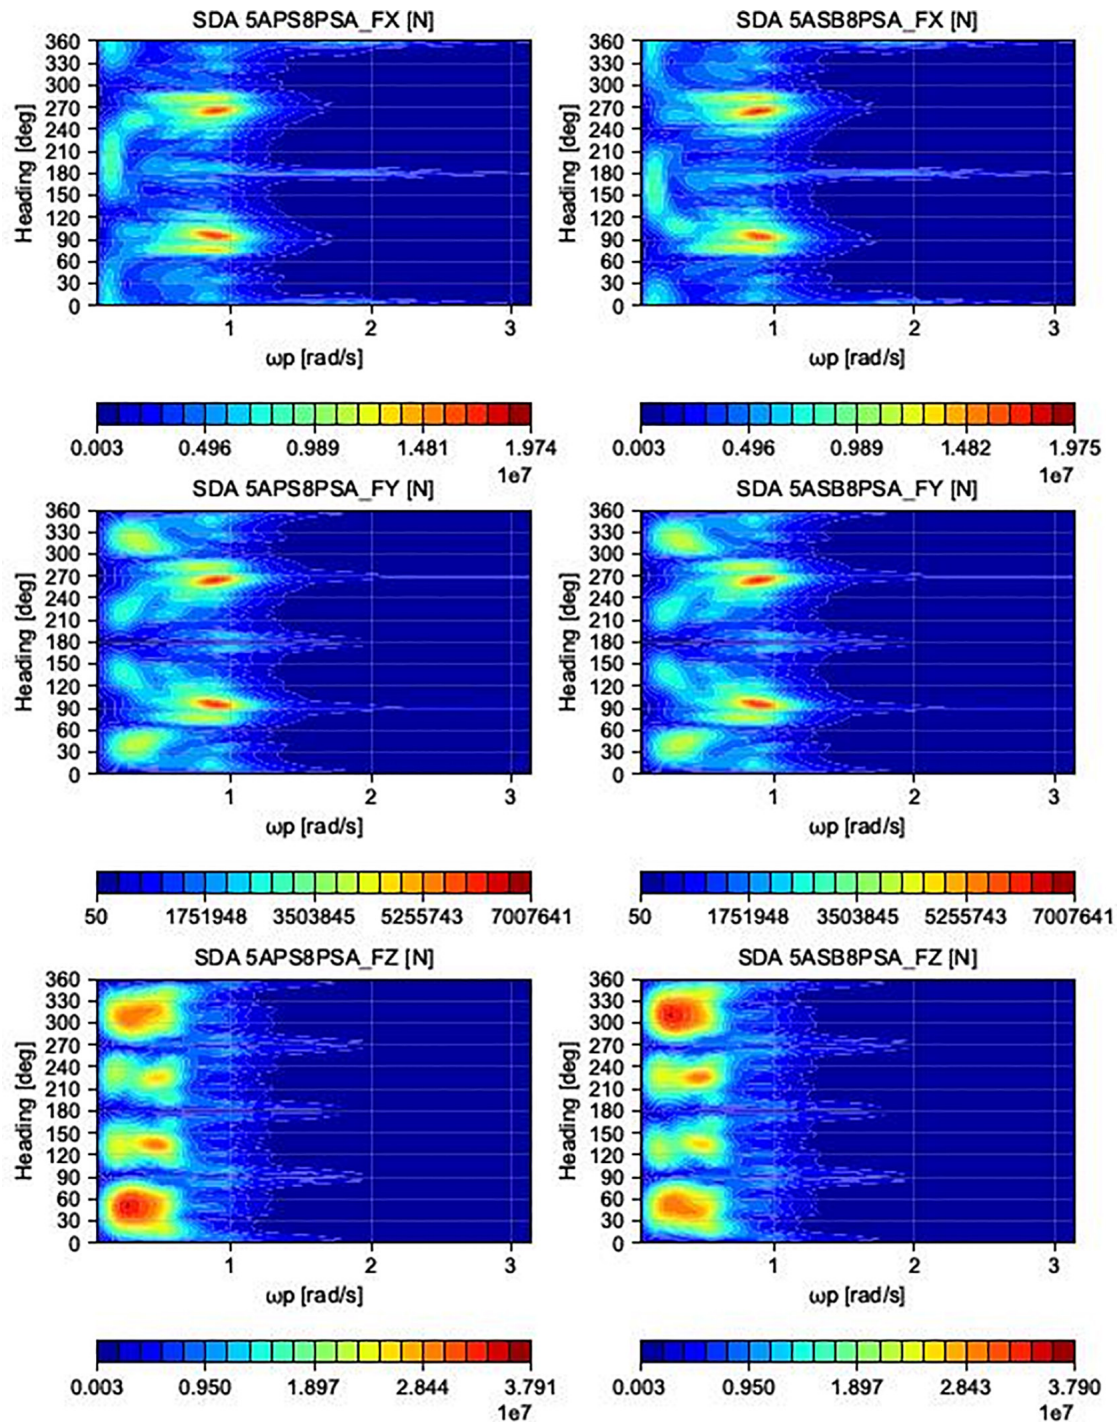 SDA 5APS8PSA_FX [N]
360
330
300
270
240
210
180
150
120
90
60
30
0
Heading [deg]
1 2 3
ωp [rad/s]
0.003 0.496 0.989 1.481 1.974
1e7
SDA 5ASB8PSA_FX [N]
360
330
300
270
240
210
180
150
120
90
60
30
0
Heading [deg]
1 2 3
ωp [rad/s]
0.003 0.496 0.989 1.482 1.975
1e7
SDA 5APS8PSA_FY [N]
360
330
300
270
240
210
180
150
120
90
60
30
0
Heading [deg]
1 2 3
ωp [rad/s]
50 1751948 3503845 5255743 7007641
SDA 5ASB8PSA_FY [N]
360
330
300
270
240
210
180
150
120
90
60
30
0
Heading [deg]
1 2 3
ωp [rad/s]
50 1751948 3503845 5255743 7007641
SDA 5APS8PSA_FZ [N]
360
330
300
270
240
210
180
150
120
90
60
30
0
Heading [deg]
1 2 3
ωp [rad/s]
0.003 0.950 1.897 2.844 3.791
1e7
SDA 5ASB8PSA_FZ [N]
360
330
300
270
240
210
180
150
120
90
60
30
0
Heading [deg]
1 2 3
ωp [rad/s]
0.003 0.950 1.897 2.843 3.790
1e7